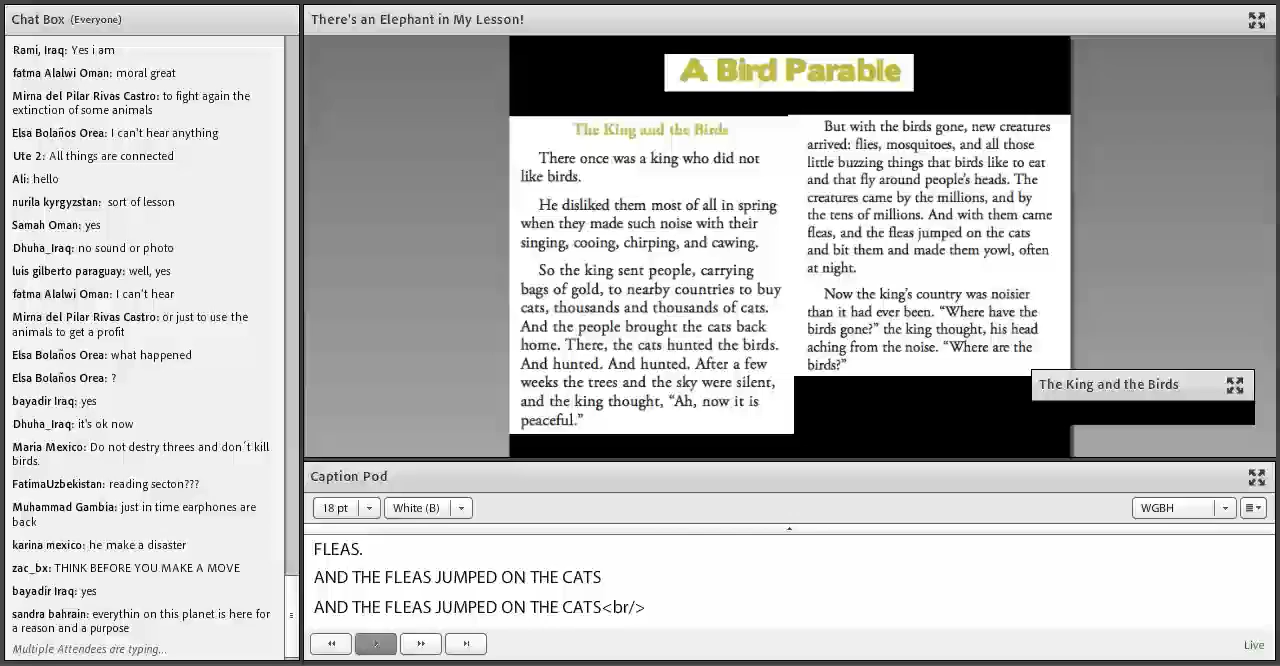 Chat Box (Everyone)
Rami, Iraq: Yes i am
fatma Alalwi Oman: moral great
Mirna del Pilar Rivas Castro: to fight again the
extinction of some animals
Elsa Bolaños Orea: I can't hear anything
Ute 2: All things are connected
Ali: hello
nurila kyrgyzstan: sort of lesson
Samah Oman: yes
Dhuha_Iraq: no sound or photo
luis gilberto paraguay: well, yes
fatma Alalwi Oman: I can't hear
Mirna del Pilar Rivas Castro: or just to use the
animals to get a profit
Elsa Bolaños Orea: what happened
Elsa Bolaños Orea: ?
bayadir Iraq: yes
Dhuha_Iraq: it's ok now
Maria Mexico: Do not destry threes and don´t kill
birds.
FatimaUzbekistan: reading secton???
Muhammad Gambia: just in time earphones are
back
karina mexico: he make a disaster
zac_bx: THINK BEFORE YOU MAKE A MOVE
bayadir Iraq: yes
sandra bahrain: everythin on this planet is here for
a reason and a purpose
Multiple Attendees are typing...
There's an Elephant in My Lesson!
A Bird Parable
The King and the Birds
There once was a king who did not
like birds.
He disliked them most of all in spring
when they made such noise with their
singing, cooing, chirping, and cawing.
So the king sent people, carrying
bags of gold, to nearby countries to buy
cats, thousands and thousands of cats.
And the people brought the cats back
home. There, the cats hunted the birds.
And hunted. And hunted. After a few
weeks the trees and the sky were silent,
and the king thought, “Ah, now it is
peaceful.”
But with the birds gone, new creatures
arrived: flies, mosquitoes, and all those
little buzzing things that birds like to eat
and that fly around people's heads. The
creatures came by the millions, and by
the tens of millions. And with them came
fleas, and the fleas jumped on the cats
and bit them and made them yowl, often
at night.
Now the king's country was noisier
than it had ever been. “Where have the
birds gone?” the king thought, his head
aching from the noise. “Where are the
birds?”
The King and the Birds
Caption Pod
18 pt
White (B)
WGBH
FLEAS.
AND THE FLEAS JUMPED ON THE CATS
AND THE FLEAS JUMPED ON THE CATS<br/>
Live